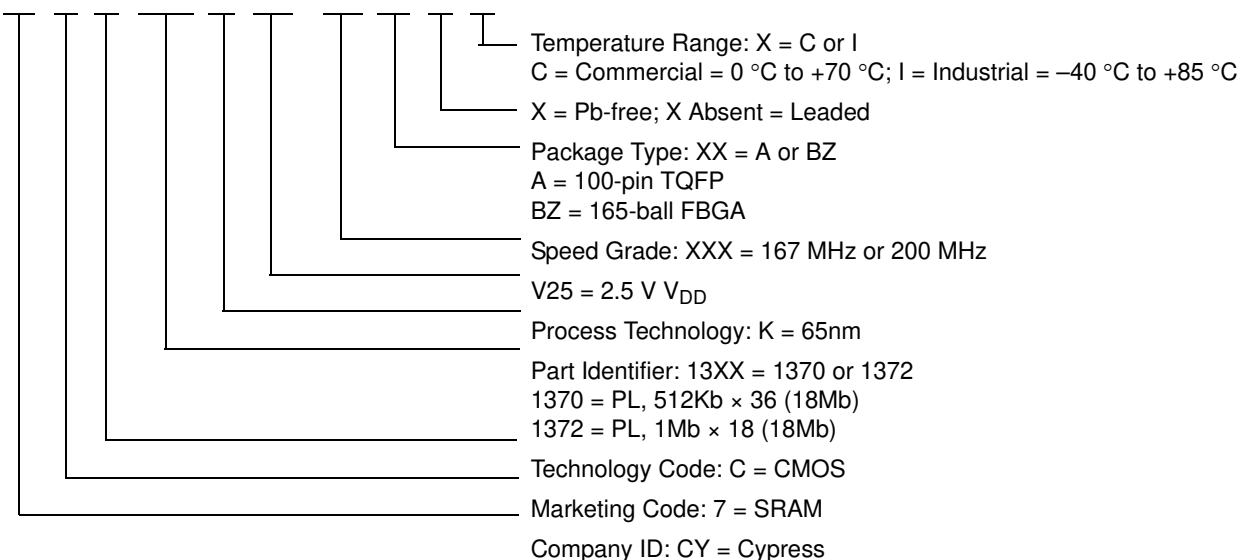 Temperature Range: X = C or I
C = Commercial = 0 °C to +70 °C; I = Industrial = –40 °C to +85 °C
X = Pb-free; X Absent = Leaded
Package Type: XX = A or BZ
A = 100-pin TQFP
BZ = 165-ball FBGA
Speed Grade: XXX = 167 MHz or 200 MHz
V25 = 2.5 V VDD
Process Technology: K = 65nm
Part Identifier: 13XX = 1370 or 1372
1370 = PL, 512Kb × 36 (18Mb)
1372 = PL, 1Mb × 18 (18Mb)
Technology Code: C = CMOS
Marketing Code: 7 = SRAM
Company ID: CY = Cypress